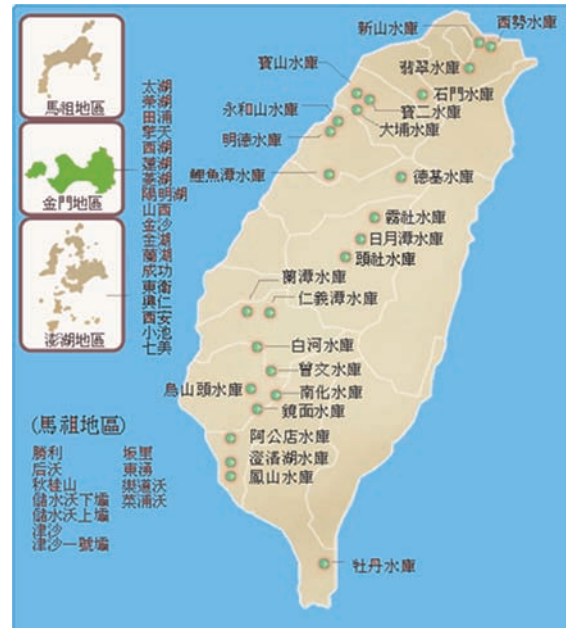 馬祖地區
金門地區
澎湖地區
太湖
榮湖
田浦
擎天
西湖
蓮湖
菱湖
陽明湖
山西
金沙
金湖
蘭湖
成功
東衛
興仁
西安
小池
七美
新山水庫
西勢水庫
翡翠水庫
寶山水庫
石門水庫
寶二水庫
永和山水庫
大埔水庫
明德水庫
鯉魚潭水庫
德基水庫
霧社水庫
日月潭水庫
頭社水庫
蘭潭水庫
仁義潭水庫
白河水庫
曾文水庫
烏山頭水庫
南化水庫
鏡面水庫
阿公店水庫
澄清湖水庫
鳳山水庫
牡丹水庫
(馬祖地區)
勝利
后沃
秋桂山
儲水沃下壩
儲水沃上壩
津沙
津沙一號壩
坂里
東湧
樂道沃
菜浦沃